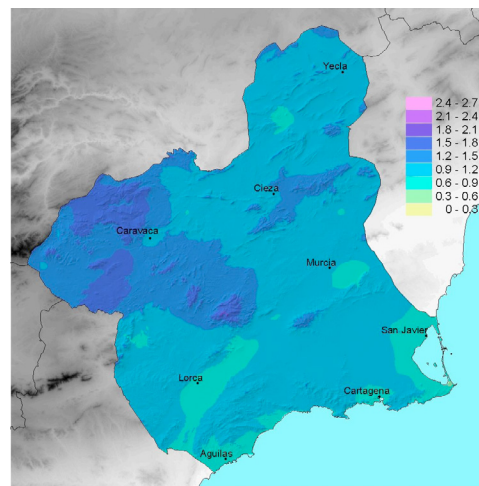 Yecla
2.4 - 2.7
2.1 - 2.4
1.8 - 2.1
1.5 - 1.8
1.2 - 1.5
0.9 - 1.2
0.6 - 0.9
0.3 - 0.6
0 - 0.3
Cieza
Caravaca
Murcia
San Javier
Lorca
Cartagena
Aguilas